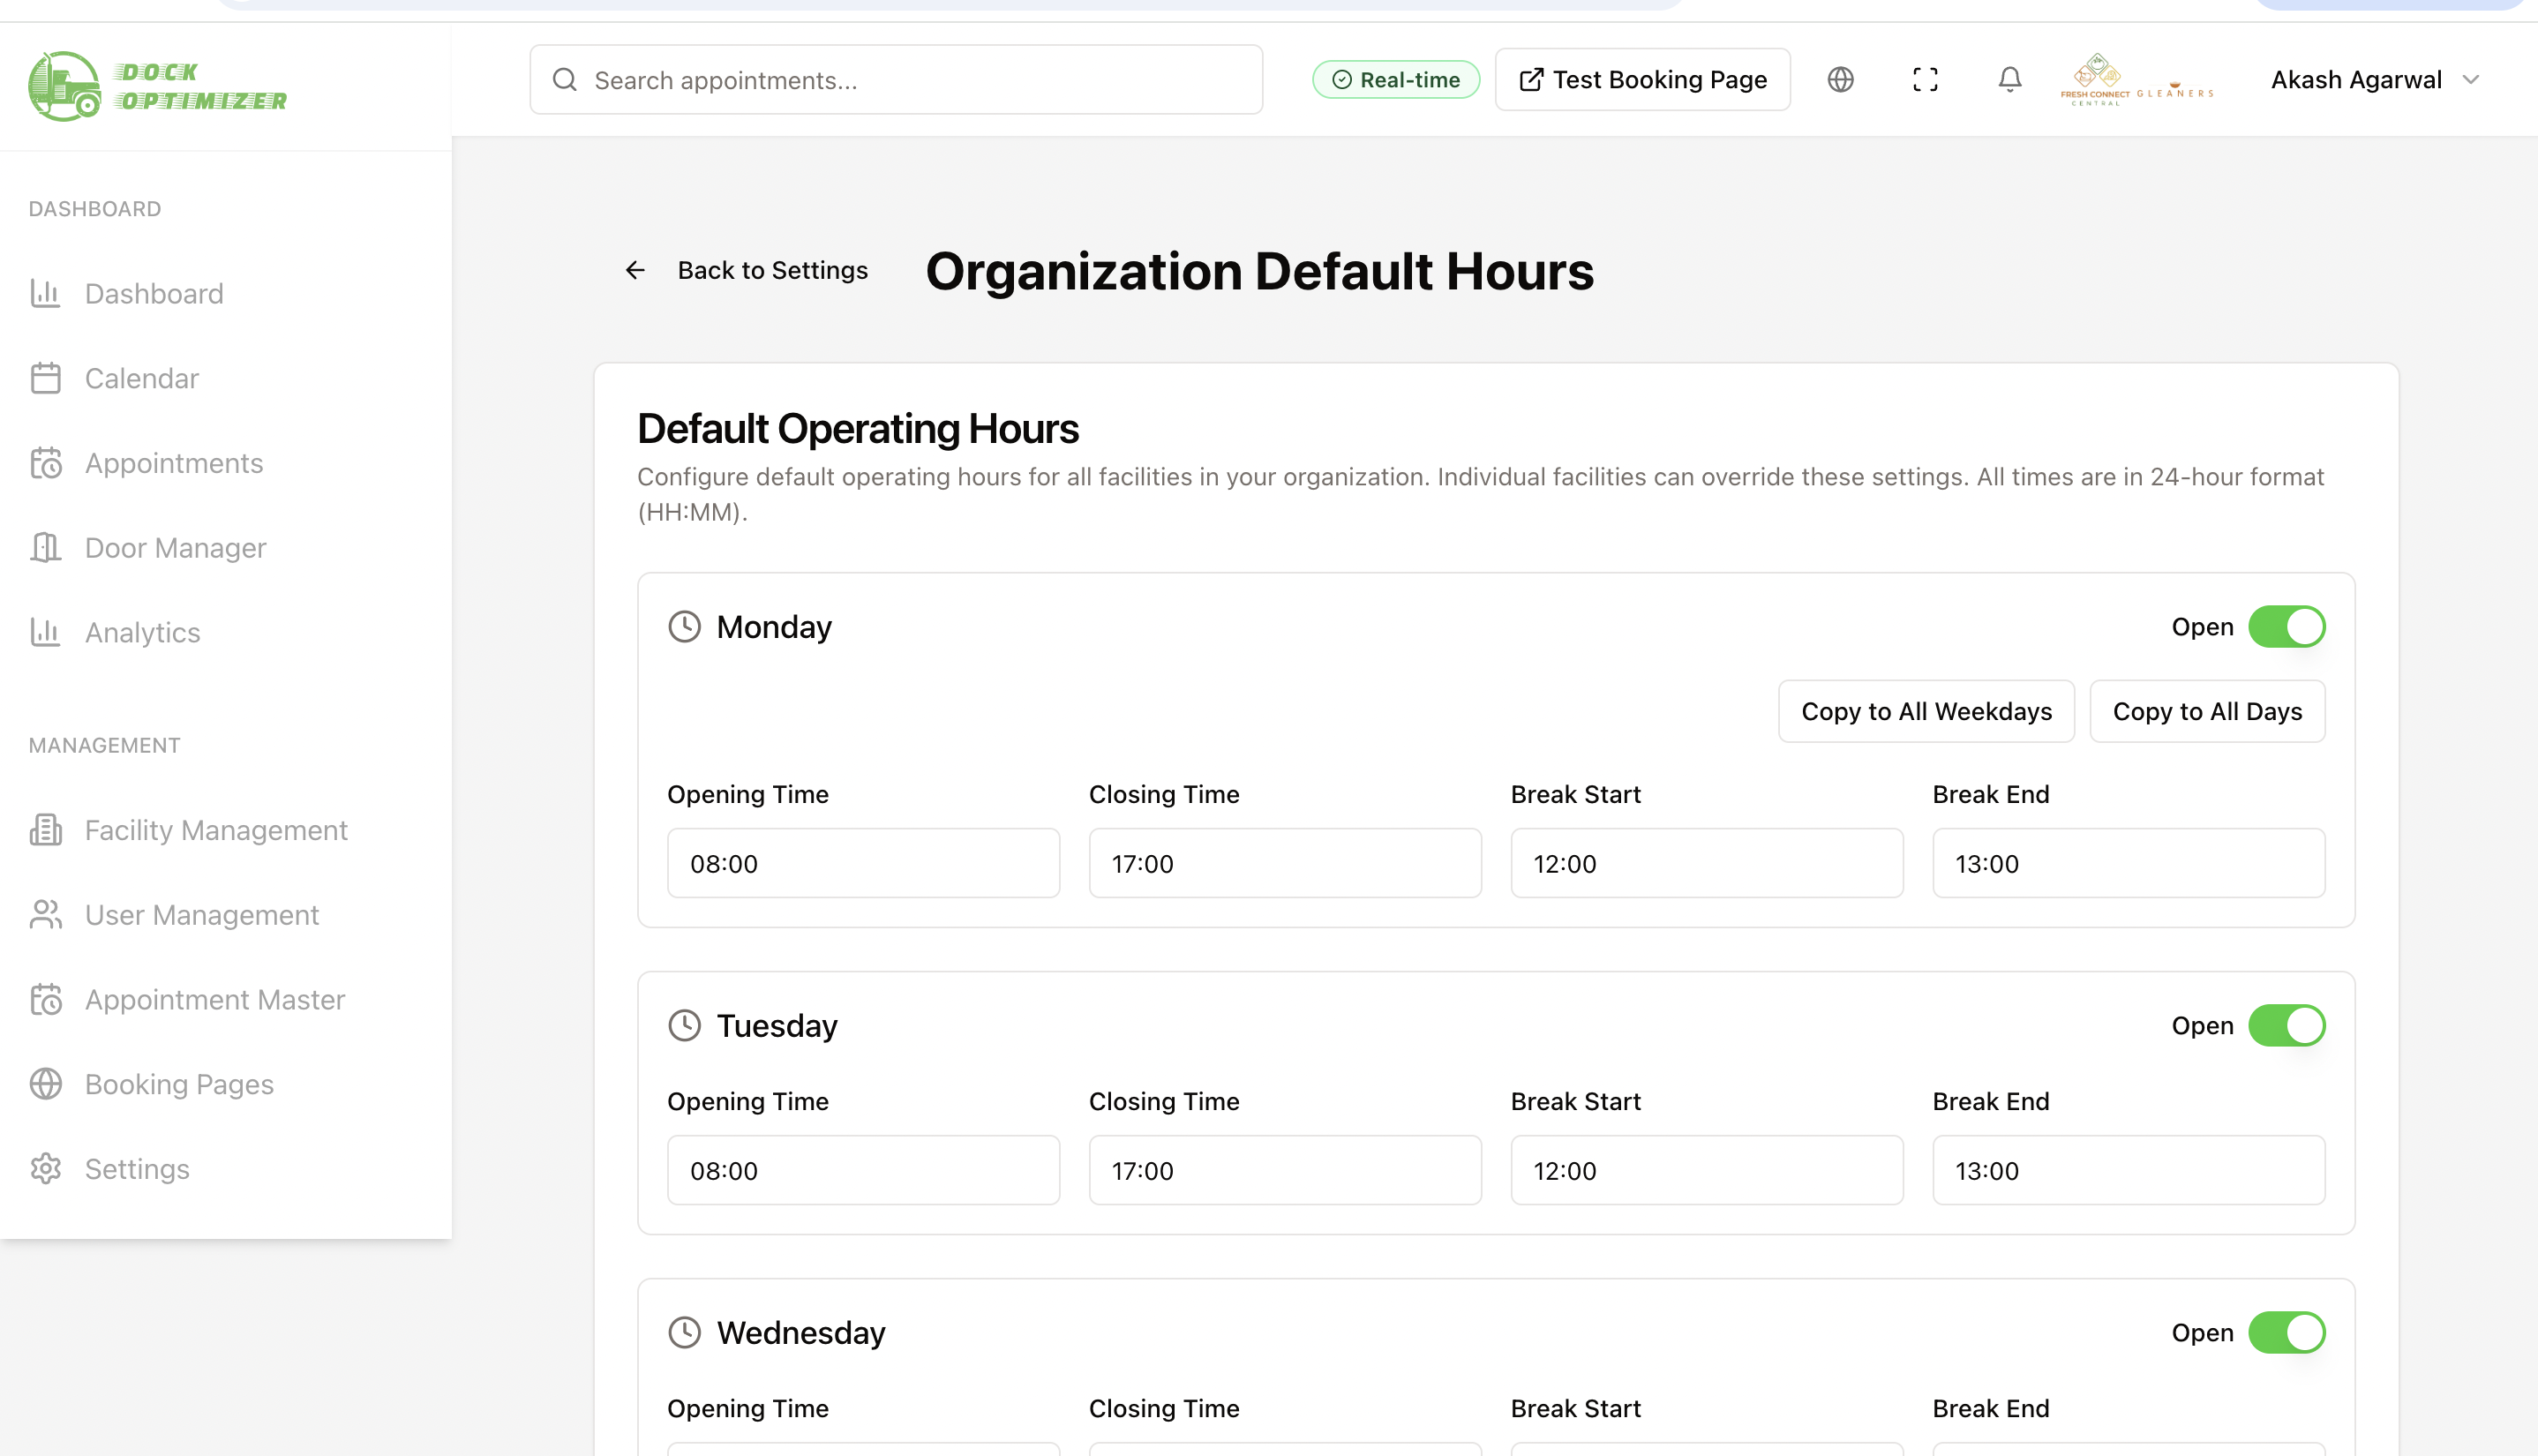 DOCK
OPTIMIZER
Search appointments...
Real-time
Test Booking Page
FRESH CONNECT
CENTRAL
GLEANERS
Akash Agarwal
DASHBOARD
Dashboard
Calendar
Appointments
Door Manager
Analytics
MANAGEMENT
Facility Management
User Management
Appointment Master
Booking Pages
Settings
Back to Settings
Organization Default Hours
Default Operating Hours
Configure default operating hours for all facilities in your organization. Individual facilities can override these settings. All times are in 24-hour format
(HH:MM).
Monday
Open
Copy to All Weekdays
Copy to All Days
Opening Time
Closing Time
Break Start
Break End
08:00
17:00
12:00
13:00
Tuesday
Open
Opening Time
Closing Time
Break Start
Break End
08:00
17:00
12:00
13:00
Wednesday
Open
Opening Time
Closing Time
Break Start
Break End